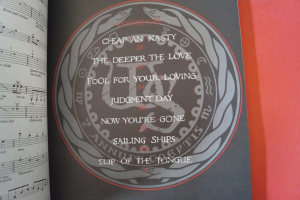 CHEAP AN' NASTY
THE DEEPER THE LOVE
FOOL FOR YOUR LOVING
JUDGMENT DAY
NOW YOU'RE GONE
SAILING SHIPS
SLIP OF THE TONGUE